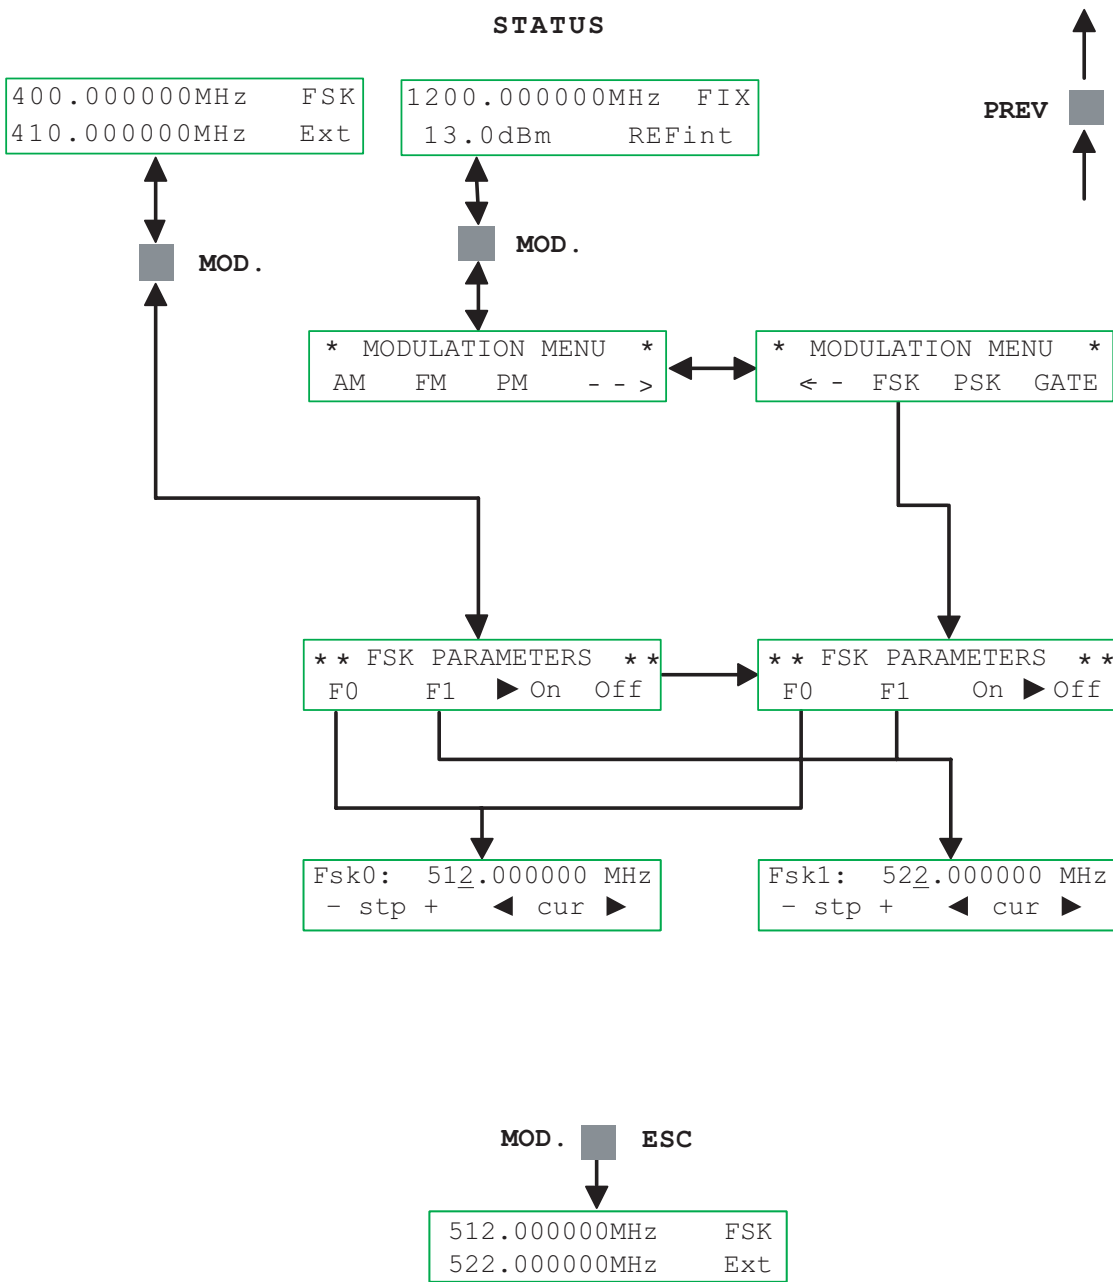 STATUS
400.000000MHz FSK
410.000000MHz Ext
1200.000000MHz FIX
13.0dBm REFint
PREV
MOD.
MOD.
* MODULATION MENU *
AM FM PM - - >
* MODULATION MENU *
< - FSK PSK GATE
* * FSK PARAMETERS * *
F0 F1 ▶ On Off
* * FSK PARAMETERS * *
F0 F1 On ▶ Off
Fsk0: 512.000000 MHz
- stp + ◀ cur ▶
Fsk1: 522.000000 MHz
- stp + ◀ cur ▶
MOD. ESC
512.000000MHz FSK
522.000000MHz Ext